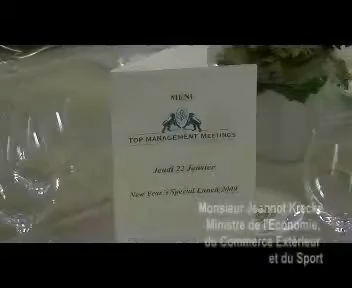 MENU
TOP MANAGEMENT MEETINGS
Jeudi 22 Janvier
New Year's Special Lunch 2009
Monsieur Jeannot Krecké
Ministre de l'Economie,
du Commerce Extérieur
et du Sport